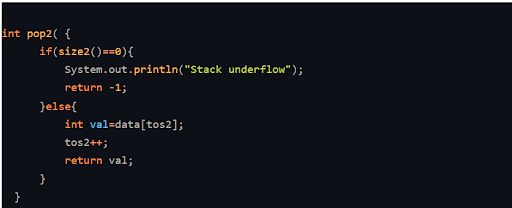 int pop2( {
if(size2()==0){
System.out.println("Stack underflow");
return -1;
}else{
int val=data[tos2];
tos2++;
return val;
}
}